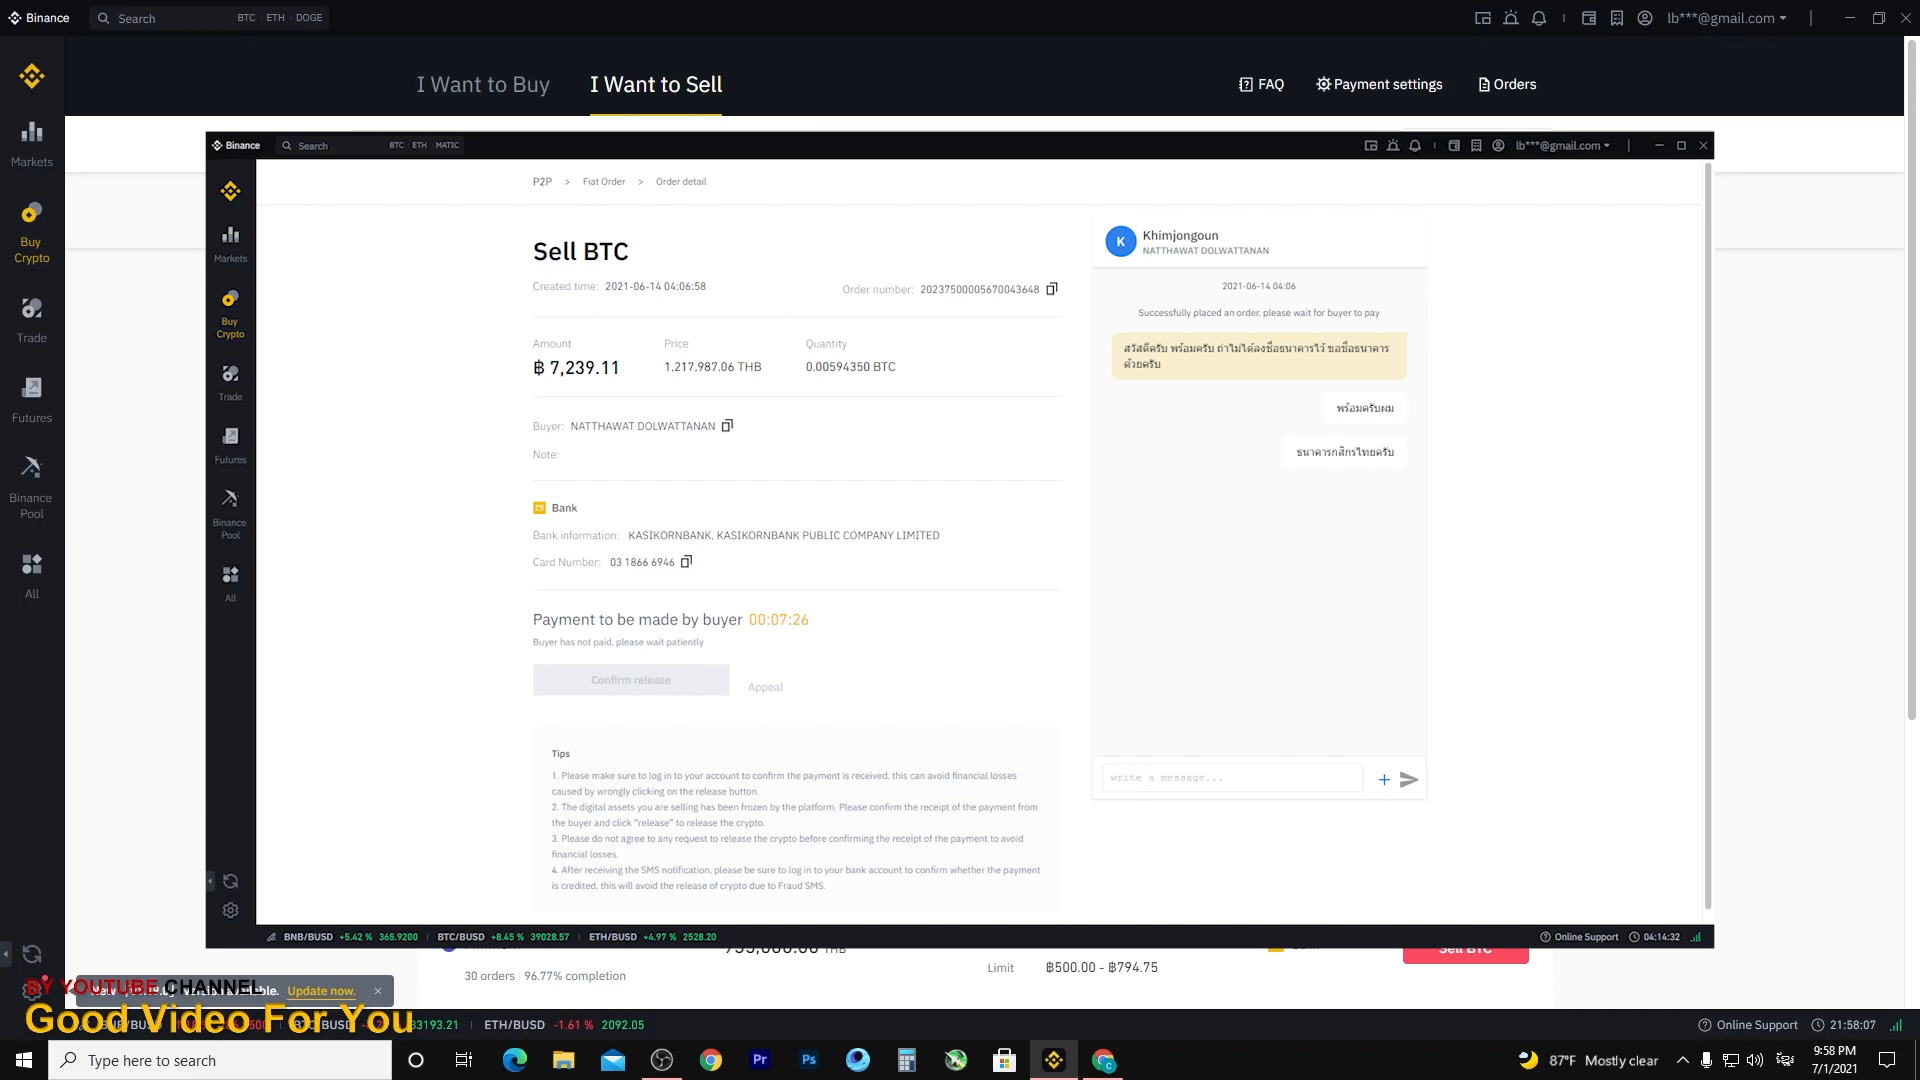 Binance
Search
BTC
ETH
DOGE
lb***@gmail.com
I Want to Buy
I Want to Sell
FAQ
Payment settings
Orders
Markets
Buy
Crypto
Trade
Futures
Binance
Pool
All
Binance
Search
BTC
ETH
MATIC
lb***@gmail.com
Markets
Buy
Crypto
Trade
Futures
Binance
Pool
All
P2P > Fiat Order > Order detail
Sell BTC
Created time: 2021-06-14 04:06:58
Order number: 20237500005670043648
Amount
Price
Quantity
฿ 7,239.11
1,217,987.06 THB
0.00594350 BTC
Buyer: NATTHAWAT DOLWATTANAN
Note:
Bank
Bank information: KASIKORNBANK, KASIKORNBANK PUBLIC COMPANY LIMITED
Card Number: 03 1866 6946
Payment to be made by buyer 00:07:26
Buyer has not paid, please wait patiently
Confirm release
Appeal
Tips
1. Please make sure to log in to your account to confirm the payment is received, this can avoid financial losses
caused by wrongly clicking on the release button.
2. The digital assets you are selling has been frozen by the platform. Please confirm the receipt of the payment from
the buyer and click “release” to release the crypto.
3. Please do not agree to any request to release the crypto before confirming the receipt of the payment to avoid
financial losses.
4. After receiving the SMS notification, please be sure to log in to your bank account to confirm whether the payment
is credited, this will avoid the release of crypto due to Fraud SMS.
K
Khimjongoun
NATTHAWAT DOLWATTANAN
2021-06-14 04:06
Successfully placed an order, please wait for buyer to pay
สวัสดีครับ พร้อมครับ ถ้าไม่ได้ลงชื่อธนาคารไว้ ขอชื่อธนาคาร
ด้วยครับ
พร้อมครับผม
ธนาคารกสิกรไทยครับ
write a message...
BNB/BUSD +5.42 % 365.9200
BTC/BUSD +8.45 % 39028.57
ETH/BUSD +4.97 % 2528.20
Online Support
04:14:32
THB
Sell BTC
30 orders
96.77% completion
Limit
฿500.00 - ฿794.75
BY YOUTUBE CHANNEL
Update now.
Good Video For You
33193.21
ETH/BUSD -1.61 % 2092.05
Online Support
21:58:07
Type here to search
Pr
Ps
87°F Mostly clear
9:58 PM
7/1/2021